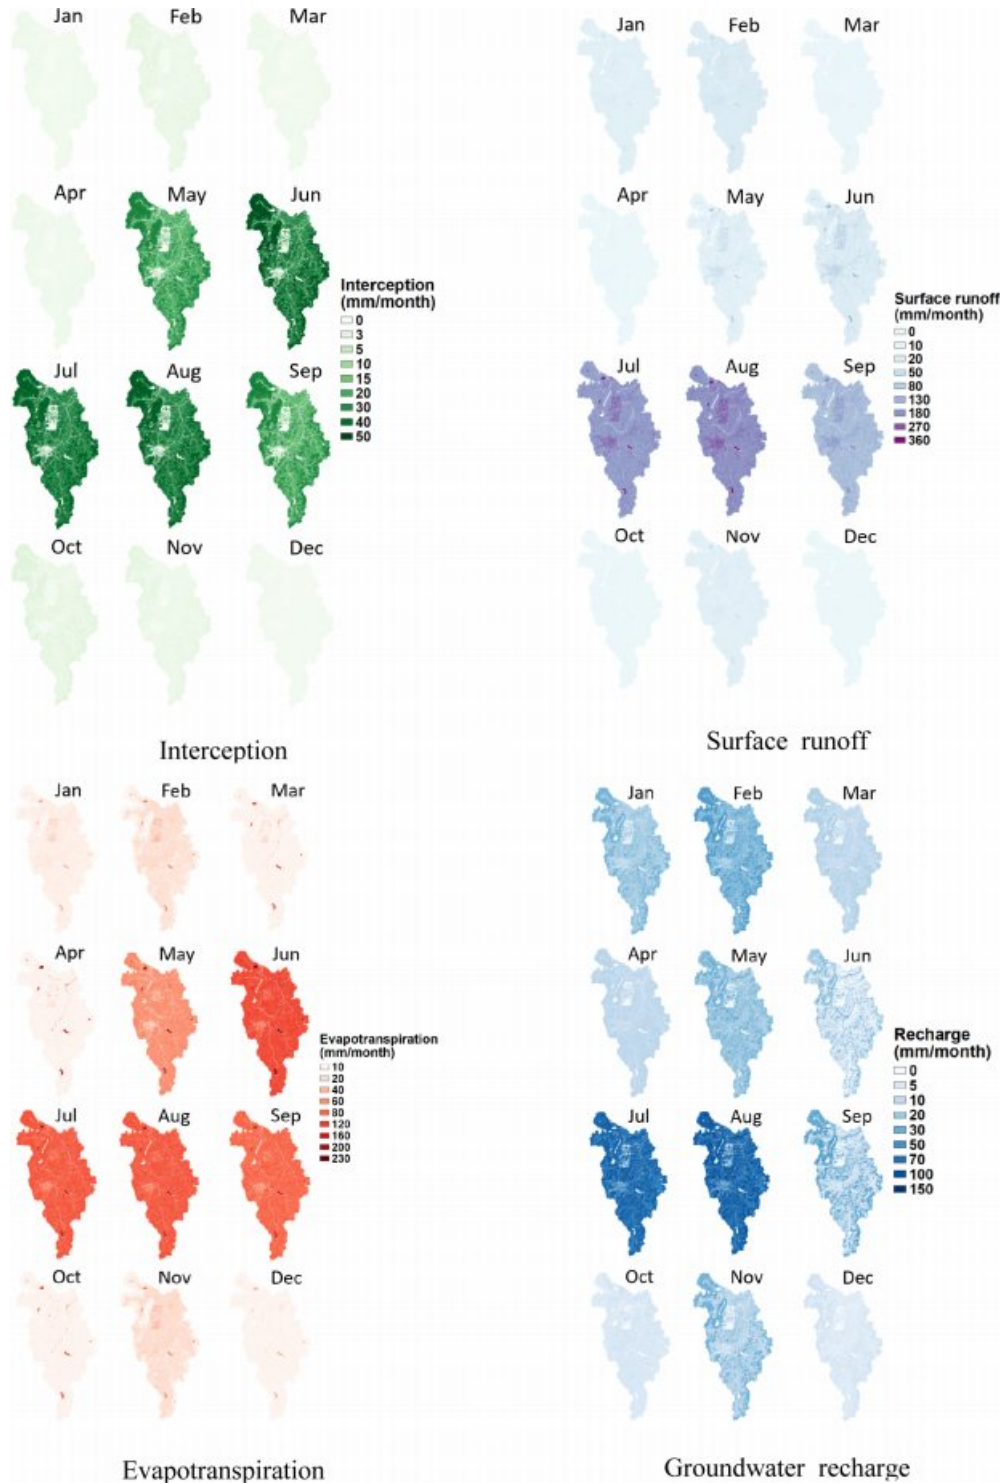 Jan Feb Mar
Apr May Jun
Interception
(mm/month)
0
3
5
10
15
20
30
40
50
Jul Aug Sep
Oct Nov Dec
Interception
Jan Feb Mar
Apr May Jun
Surface runoff
(mm/month)
0
10
20
50
80
130
180
270
360
Jul Aug Sep
Oct Nov Dec
Surface runoff
Jan Feb Mar
Apr May Jun
Evapotranspiration
(mm/month)
10
20
40
60
80
120
160
200
230
Jul Aug Sep
Oct Nov Dec
Evapotranspiration
Jan Feb Mar
Apr May Jun
Recharge
(mm/month)
0
5
10
20
30
50
70
100
150
Jul Aug Sep
Oct Nov Dec
Groundwater recharge